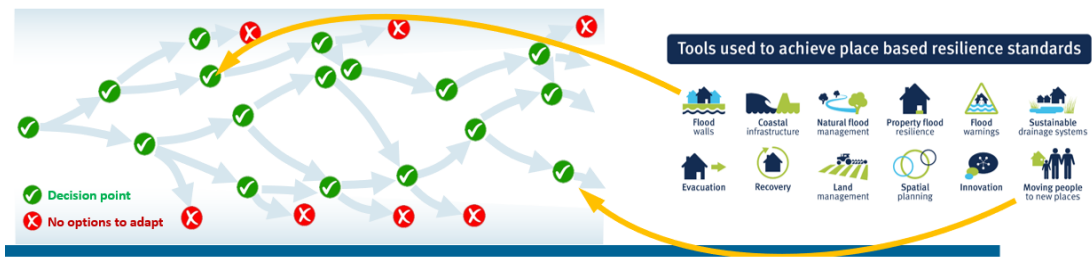 Tools used to achieve place based resilience standards
Flood
walls
Coastal
infrastructure
Natural flood
management
Property flood
resilience
Flood
warnings
Sustainable
drainage systems
Evacuation
Recovery
Land
management
Spatial
planning
Innovation
Moving people
to new places
Decision point
No options to adapt